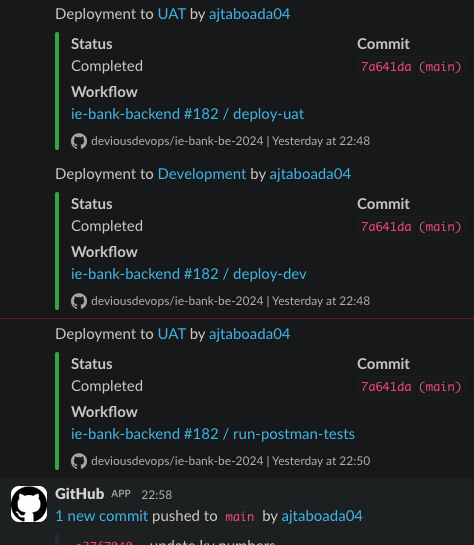 Deployment to UAT by ajtaboada04
Status Commit
Completed 7a641da (main)
Workflow
ie-bank-backend #182 / deploy-uat
deviousdevops/ie-bank-be-2024 | Yesterday at 22:48
Deployment to Development by ajtaboada04
Status Commit
Completed 7a641da (main)
Workflow
ie-bank-backend #182 / deploy-dev
deviousdevops/ie-bank-be-2024 | Yesterday at 22:48
Deployment to UAT by ajtaboada04
Status Commit
Completed 7a641da (main)
Workflow
ie-bank-backend #182 / run-postman-tests
deviousdevops/ie-bank-be-2024 | Yesterday at 22:50
GitHub APP 22:58
1 new commit pushed to main by ajtaboada04
update kv numbers